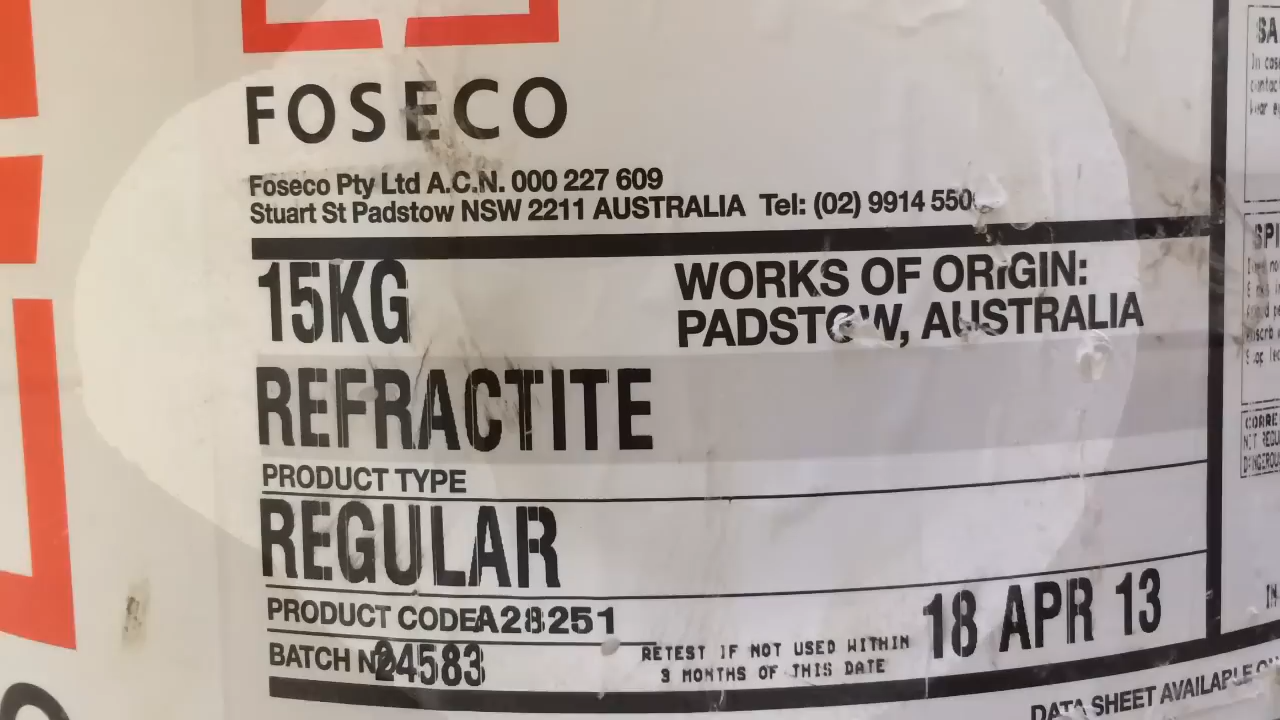 FOSECO
Foseco Pty Ltd A.C.N. 000 227 609
Stuart St Padstow NSW 2211 AUSTRALIA Tel: (02) 9914 550
15KG
WORKS OF ORIGIN:
PADSTOW, AUSTRALIA
REFRACTITE
PRODUCT TYPE
REGULAR
PRODUCT CODE A28251
BATCH No 24583
RETEST IF NOT USED WITHIN
3 MONTHS OF THIS DATE
18 APR 13
DATA SHEET AVAILABLE